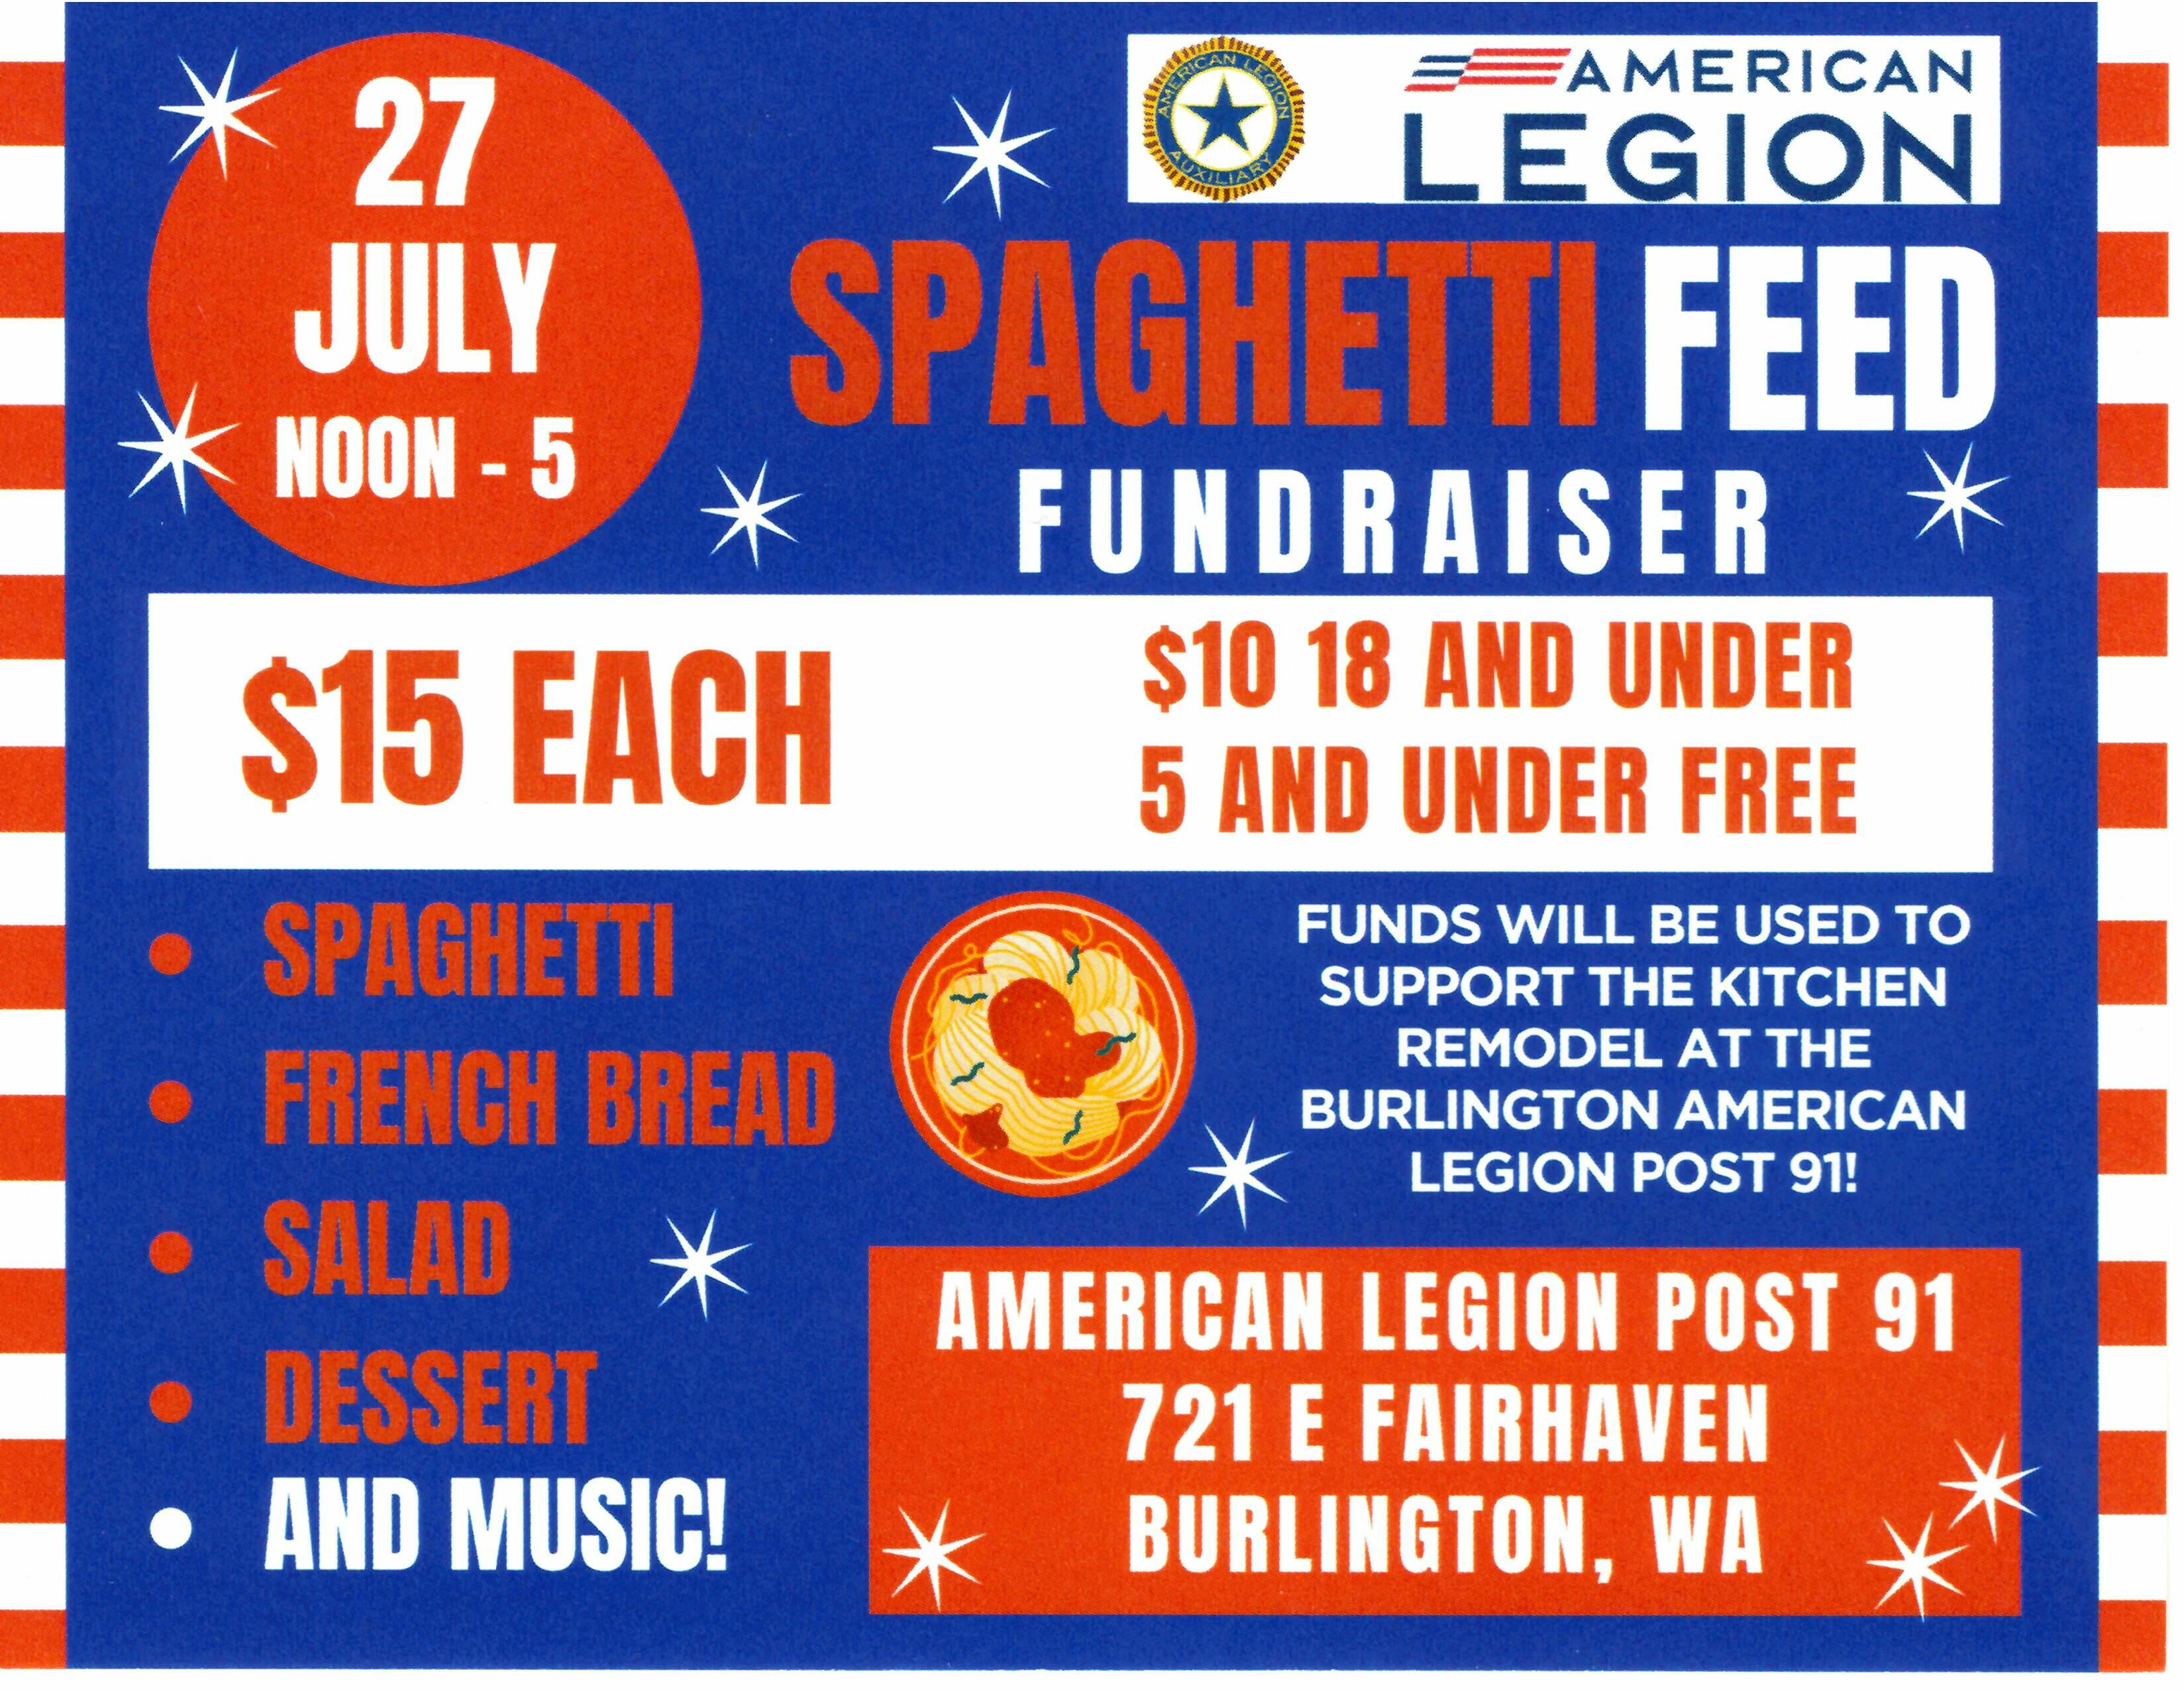 27
JULY
NOON - 5
AMERICAN LEGION
AUXILIARY
AMERICAN
LEGION
SPAGHETTI FEED
FUNDRAISER
$15 EACH
$10 18 AND UNDER
5 AND UNDER FREE
SPAGHETTI
FRENCH BREAD
SALAD
DESSERT
AND MUSIC!
FUNDS WILL BE USED TO
SUPPORT THE KITCHEN
REMODEL AT THE
BURLINGTON AMERICAN
LEGION POST 91!
AMERICAN LEGION POST 91
721 E FAIRHAVEN
BURLINGTON, WA